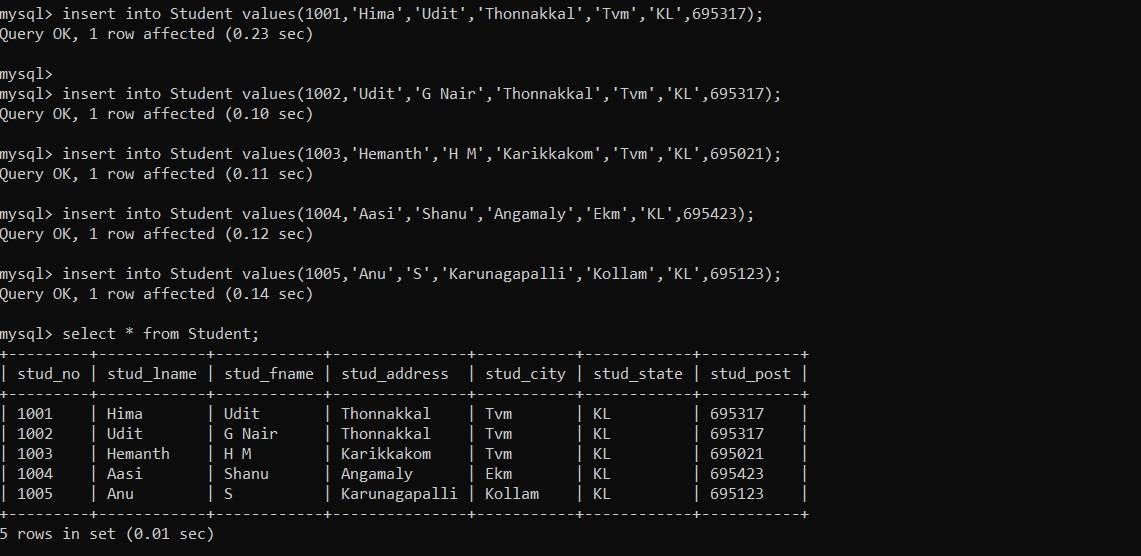 mysql> insert into Student values(1001,'Hima','Udit','Thonnakkal','Tvm','KL',695317);
Query OK, 1 row affected (0.23 sec)
mysql>
mysql> insert into Student values(1002,'Udit','G Nair','Thonnakkal','Tvm','KL',695317);
Query OK, 1 row affected (0.10 sec)
mysql> insert into Student values(1003,'Hemanth','H M','Karikkakom','Tvm','KL',695021);
Query OK, 1 row affected (0.11 sec)
mysql> insert into Student values(1004,'Aasi','Shanu','Angamaly','Ekm','KL',695423);
Query OK, 1 row affected (0.12 sec)
mysql> insert into Student values(1005,'Anu','S','Karunagapalli','Kollam','KL',695123);
Query OK, 1 row affected (0.14 sec)
mysql> select * from Student;
+---------+------------+------------+---------------+-----------+------------+-----------+
| stud_no | stud_lname | stud_fname | stud_address  | stud_city | stud_state | stud_post |
+---------+------------+------------+---------------+-----------+------------+-----------+
| 1001    | Hima       | Udit       | Thonnakkal    | Tvm       | KL         | 695317    |
| 1002    | Udit       | G Nair     | Thonnakkal    | Tvm       | KL         | 695317    |
| 1003    | Hemanth    | H M        | Karikkakom    | Tvm       | KL         | 695021    |
| 1004    | Aasi       | Shanu      | Angamaly      | Ekm       | KL         | 695423    |
| 1005    | Anu        | S          | Karunagapalli | Kollam    | KL         | 695123    |
+---------+------------+------------+---------------+-----------+------------+-----------+
5 rows in set (0.01 sec)